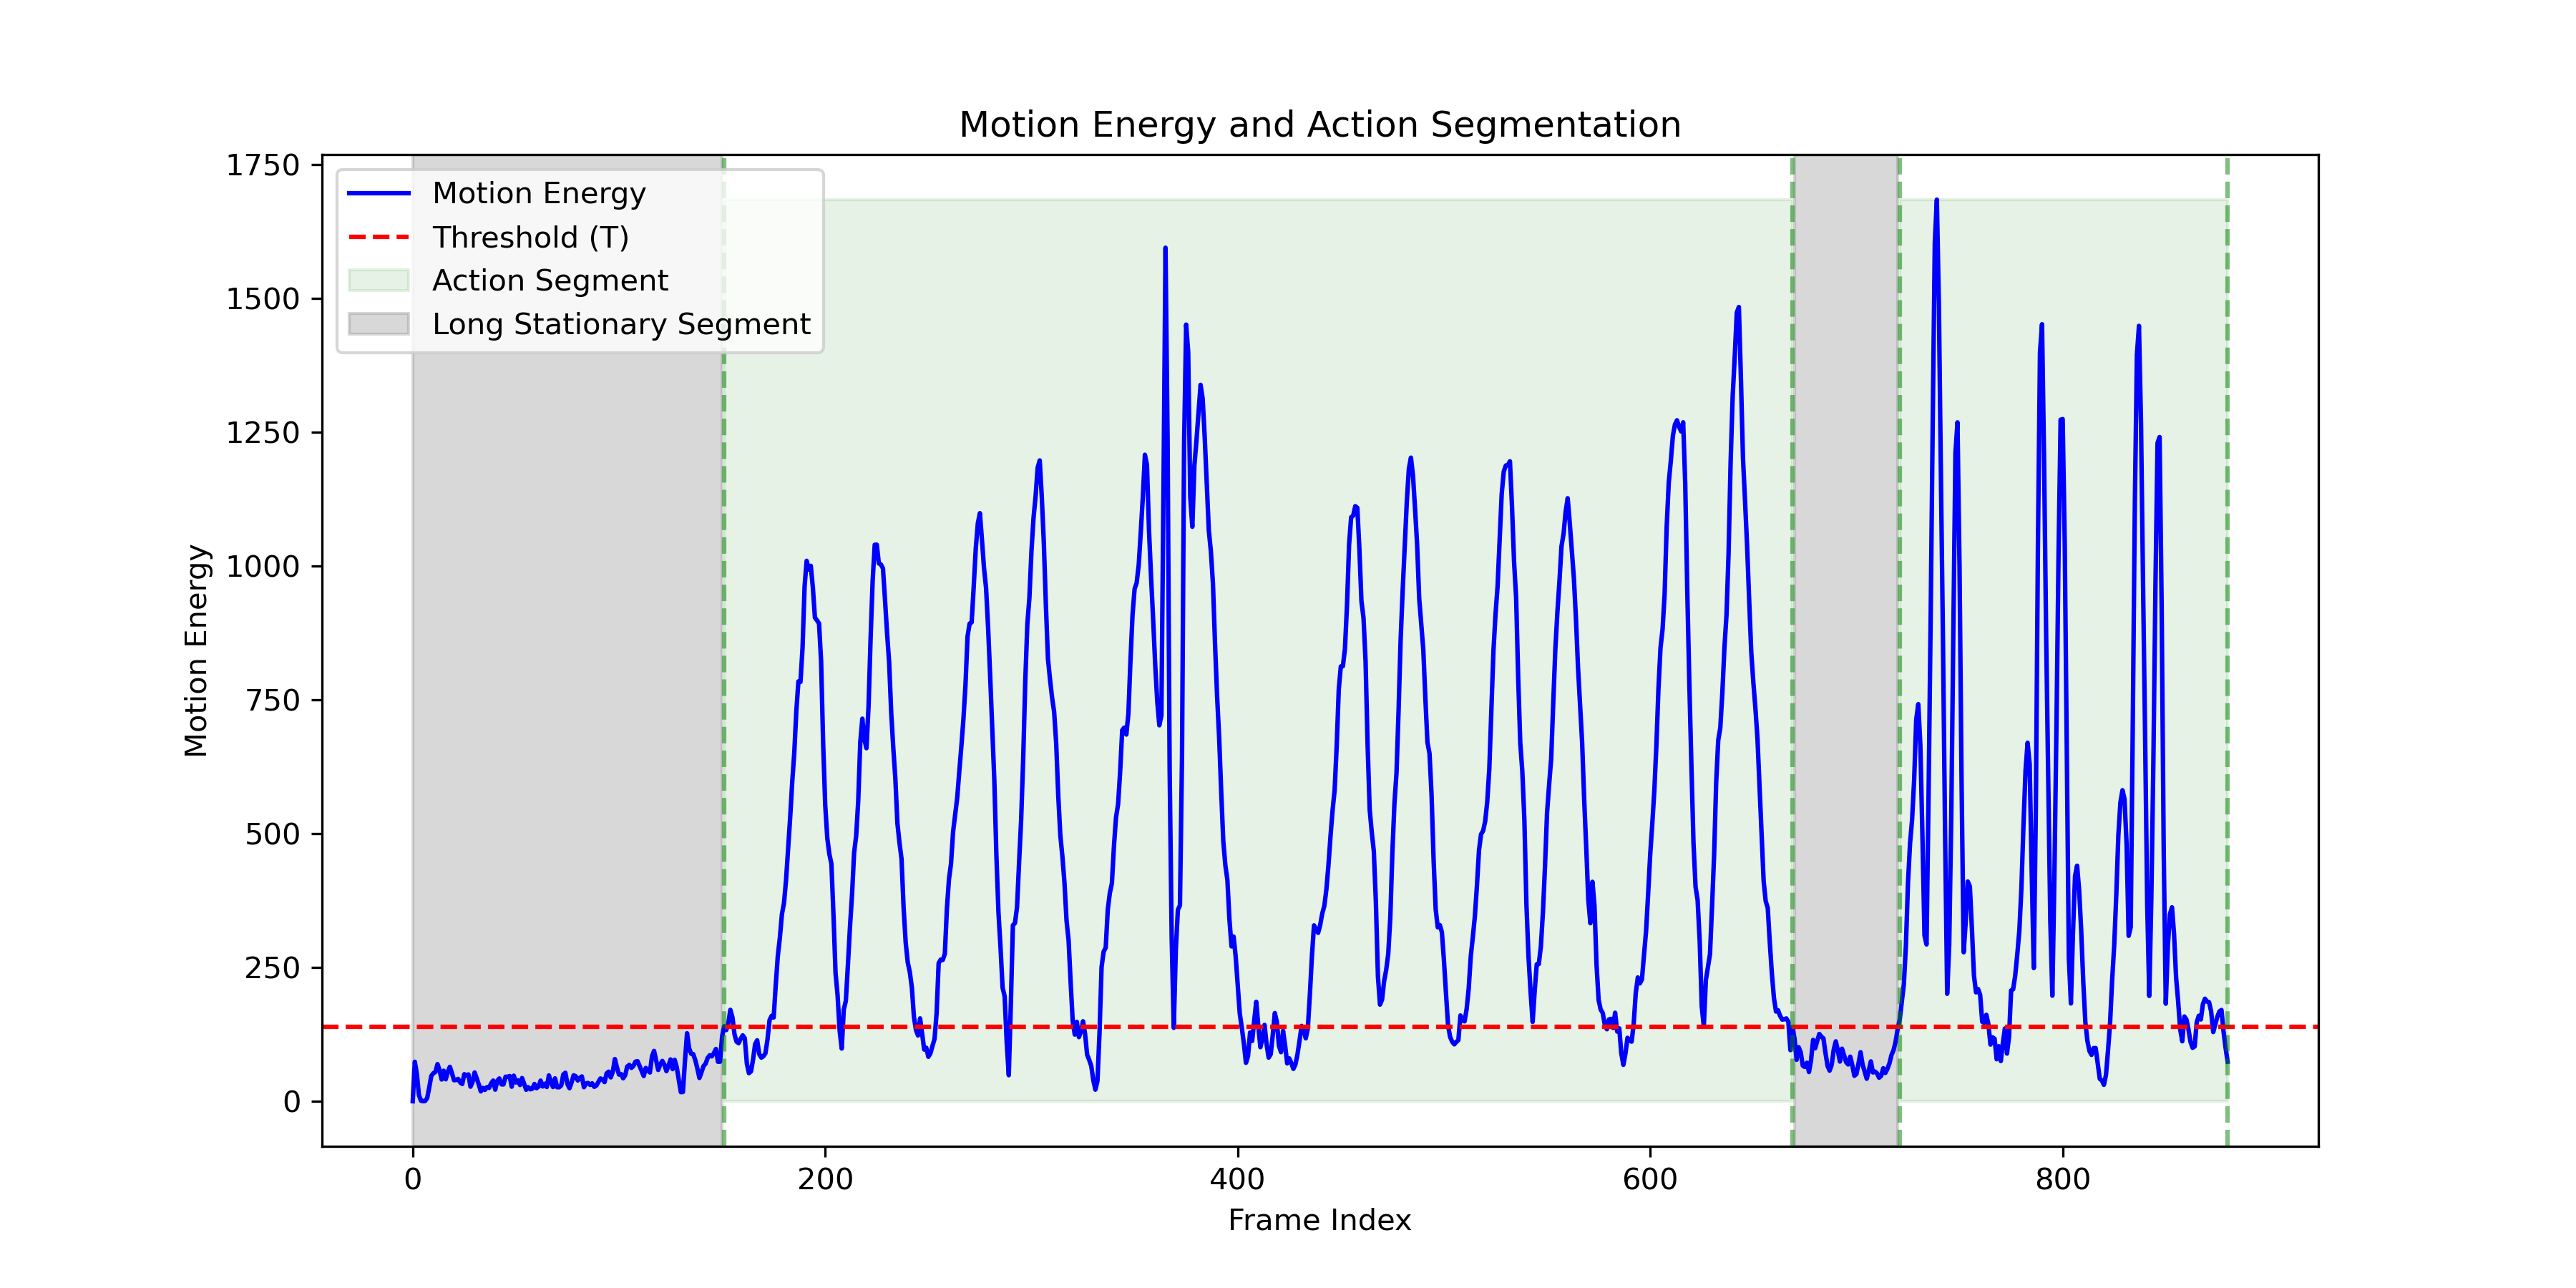 Motion Energy and Action Segmentation
1750
1500
1250
1000
750
500
250
0
Motion Energy
Motion Energy
Threshold (T)
Action Segment
Long Stationary Segment
0
200
400
600
800
Frame Index